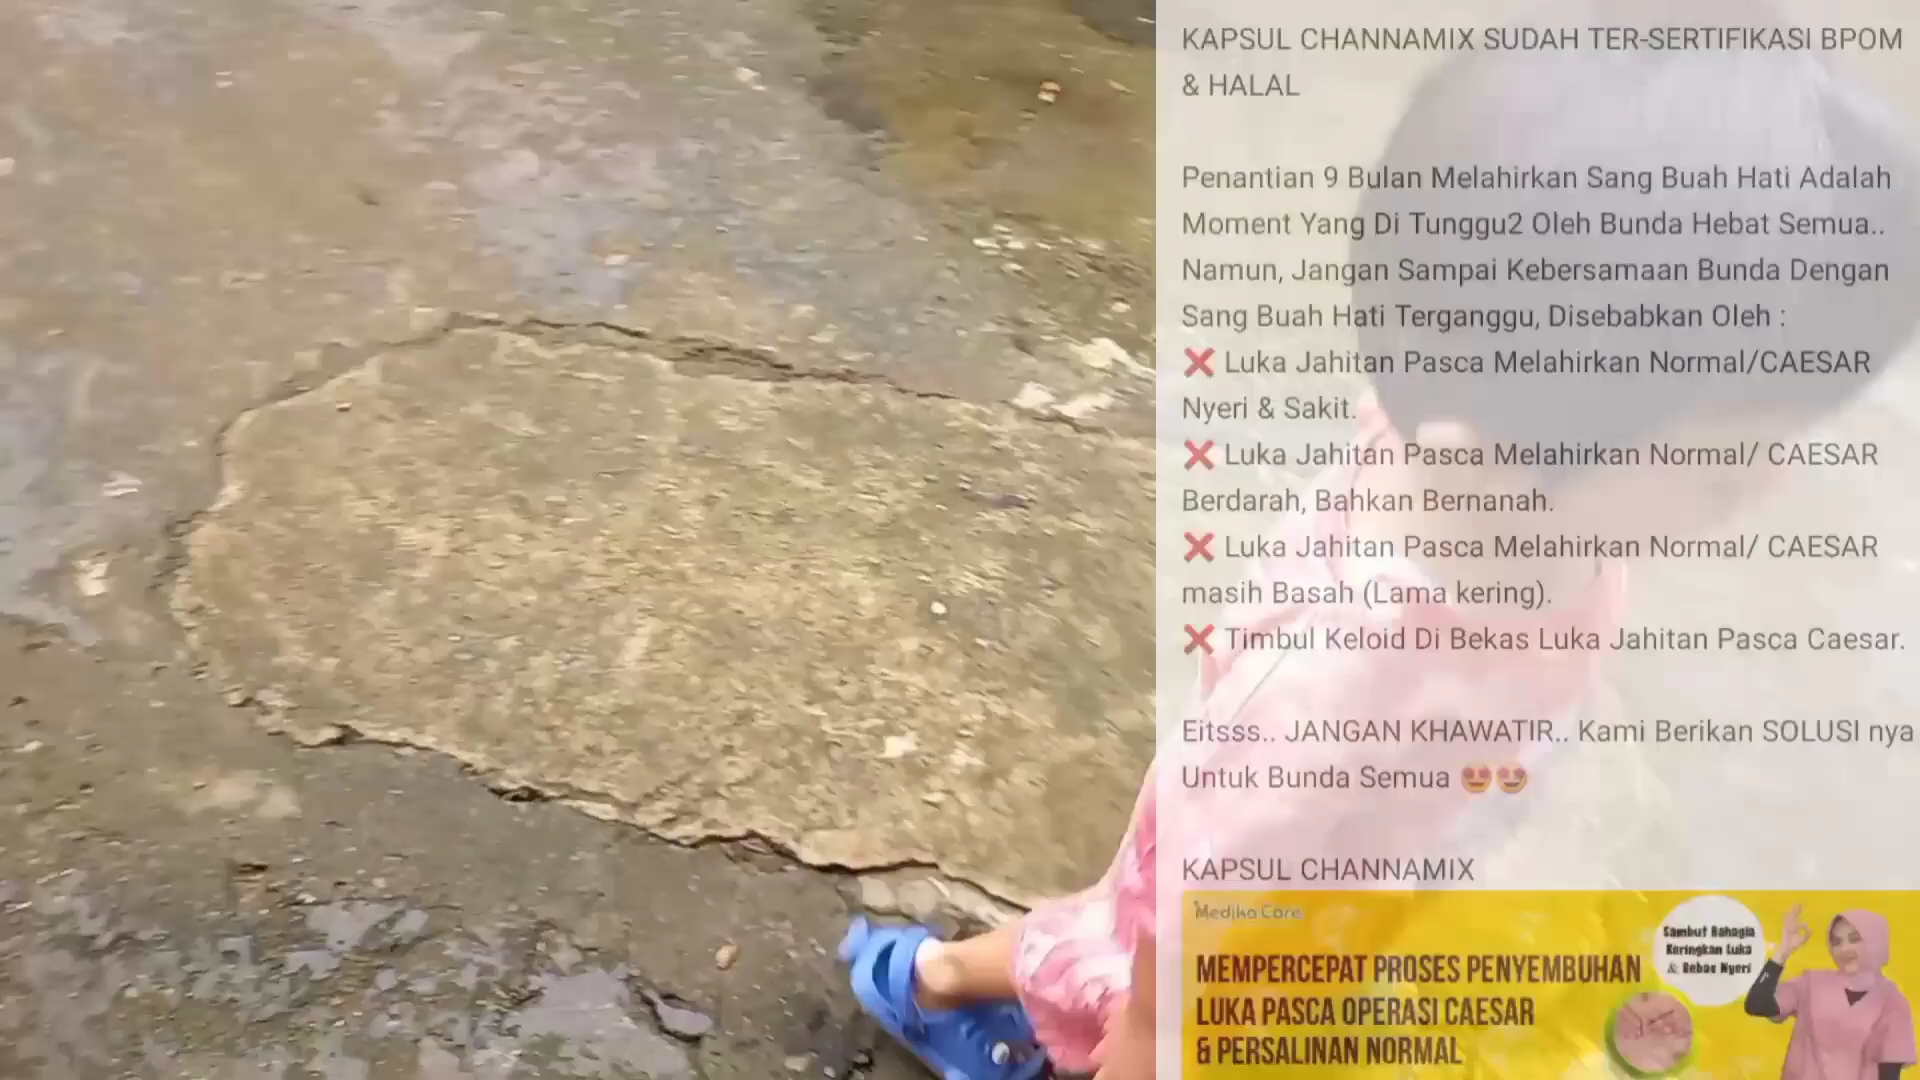 KAPSUL CHANNAMIX SUDAH TER-SERTIFIKASI BPOM
& HALAL
Penantian 9 Bulan Melahirkan Sang Buah Hati Adalah
Moment Yang Di Tunggu2 Oleh Bunda Hebat Semua..
Namun, Jangan Sampai Kebersamaan Bunda Dengan
Sang Buah Hati Terganggu, Disebabkan Oleh :
❌ Luka Jahitan Pasca Melahirkan Normal/CAESAR
Nyeri & Sakit.
❌ Luka Jahitan Pasca Melahirkan Normal/ CAESAR
Berdarah, Bahkan Bernanah.
❌ Luka Jahitan Pasca Melahirkan Normal/ CAESAR
masih Basah (Lama kering).
❌ Timbul Keloid Di Bekas Luka Jahitan Pasca Caesar.
Eitsss.. JANGAN KHAWATIR.. Kami Berikan SOLUSI nya
Untuk Bunda Semua 😍😍
KAPSUL CHANNAMIX
Medika Care
Sambut Bahagia
Keringkan Luka
& Bebas Nyeri
MEMPERCEPAT PROSES PENYEMBUHAN
LUKA PASCA OPERASI CAESAR
& PERSALINAN NORMAL